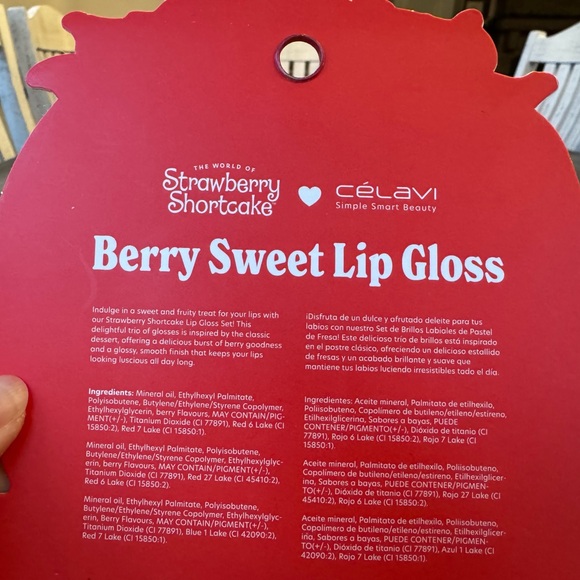 THE WORLD OF
Strawberry
Shortcake
CéLAVI
Simple Smart Beauty
Berry Sweet Lip Gloss
Indulge in a sweet and fruity treat for your lips with
our Strawberry Shortcake Lip Gloss Set! This
delightful trio of glosses is inspired by the classic
dessert, offering a delicious burst of berry goodness
and a glossy, smooth finish that keeps your lips
looking luscious all day long.
Ingredients: Mineral oil, Ethylhexyl Palmitate,
Polyisobutene, Butylene/Ethylene/Styrene Copolymer,
Ethylhexylglycerin, berry Flavours, MAY CONTAIN/PIG-
MENT(+/-), Titanium Dioxide (CI 77891), Red 6 Lake (CI
15850:2), Red 7 Lake (CI 15850:1).
Mineral oil, Ethylhexyl Palmitate, Polyisobutene,
Butylene/Ethylene/Styrene Copolymer, Ethylhexylglyc-
erin, berry Flavours, MAY CONTAIN/PIGMENT(+/-),
Titanium Dioxide (CI 77891), Red 27 Lake (CI 45410:2),
Red 6 Lake (CI 15850:2).
Mineral oil, Ethylhexyl Palmitate, Polyisobutene,
Butylene/Ethylene/Styrene Copolymer, Ethylhexylglyc-
erin, Berry Flavours, MAY CONTAIN/PIGMENT(+/-),
Titanium Dioxide (CI 77891), Blue 1 Lake (CI 42090:2),
Red 7 Lake (CI 15850:1).
¡Disfruta de un dulce y afrutado deleite para tus
labios con nuestro Set de Brillos Labiales de Pastel
de Fresa! Este delicioso trío de brillos está inspirado
en el postre clásico, ofreciendo un delicioso estallido
de fresas y un acabado brillante y suave que
mantiene tus labios luciendo irresistibles todo el día.
Ingredientes: Aceite mineral, Palmitato de etilhexilo,
Poliisobuteno, Copolímero de butileno/etileno/estireno,
Etilhexilglicerina, Sabores a bayas, PUEDE
CONTENER/PIGMENTO(+/-), Dióxido de titanio (CI
77891), Rojo 6 Lake (CI 15850:2), Rojo 7 Lake (CI
15850:1).
Aceite mineral, Palmitato de etilhexilo, Poliisobuteno,
Copolímero de butileno/etileno/estireno, Etilhexilglicer-
ina, Sabores a bayas, PUEDE CONTENER/PIGMEN-
TO(+/-), Dióxido de titanio (CI 77891), Rojo 27 Lake (CI
45410:2), Rojo 6 Lake (CI 15850:2).
Aceite mineral, Palmitato de etilhexilo, Poliisobuteno,
Copolímero de butileno/etileno/estireno, Etilhexilglicer-
ina, Sabores a bayas, PUEDE CONTENER/PIGMEN-
TO(+/-), Dióxido de titanio (CI 77891), Azul 1 Lake (CI
42090:2), Rojo 7 Lake (CI 15850:1).